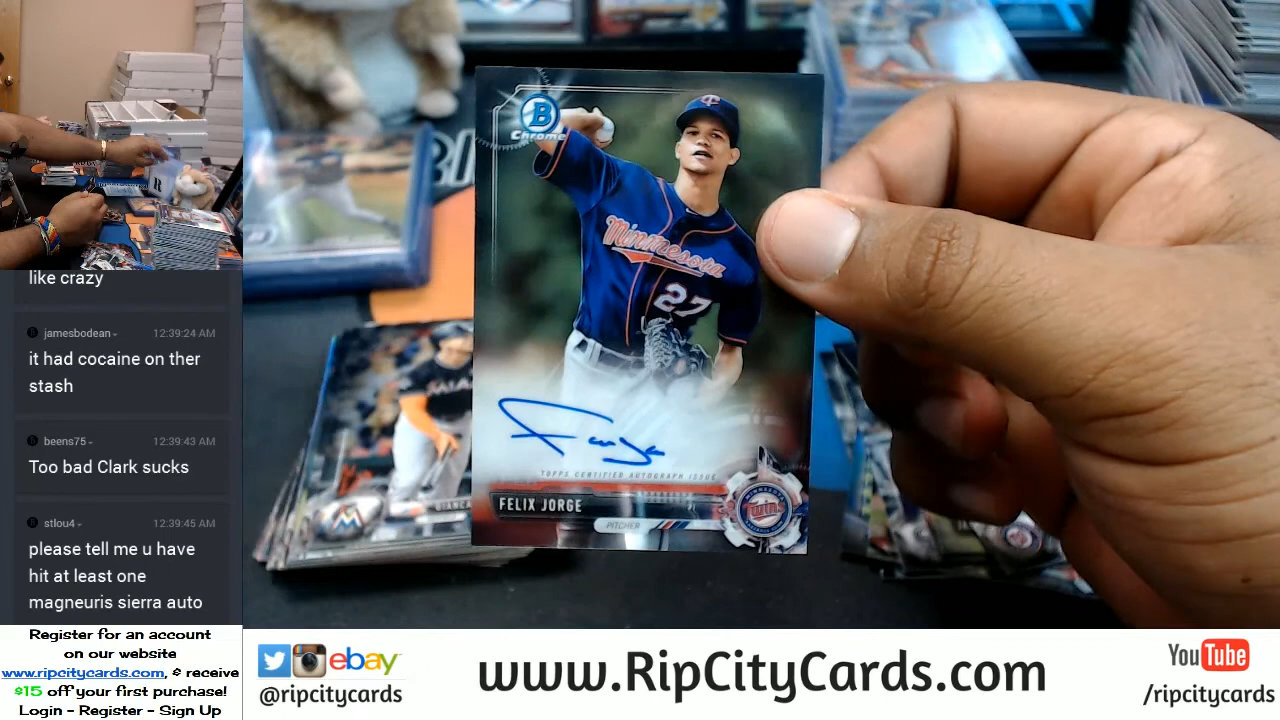 like crazy
jamesbodean
12:39:24 AM
it had cocaine on ther
stash
beens75
12:39:43 AM
Too bad Clark sucks
stlou4
12:39:45 AM
please tell me u have
hit at least one
magneuris sierra auto
Register for an account
on our website
www.ripcitycards.com, & receive
$15 off your first purchase!
Login - Register - Sign Up
B
Chrome
Minnesota
27
TOPPS CERTIFIED AUTOGRAPH ISSUE
FELIX JORGE
PITCHER
MINNESOTA
Twins
MIAMI
ebay
@ripcitycards
www.RipCityCards.com
YouTube
/ripcitycards